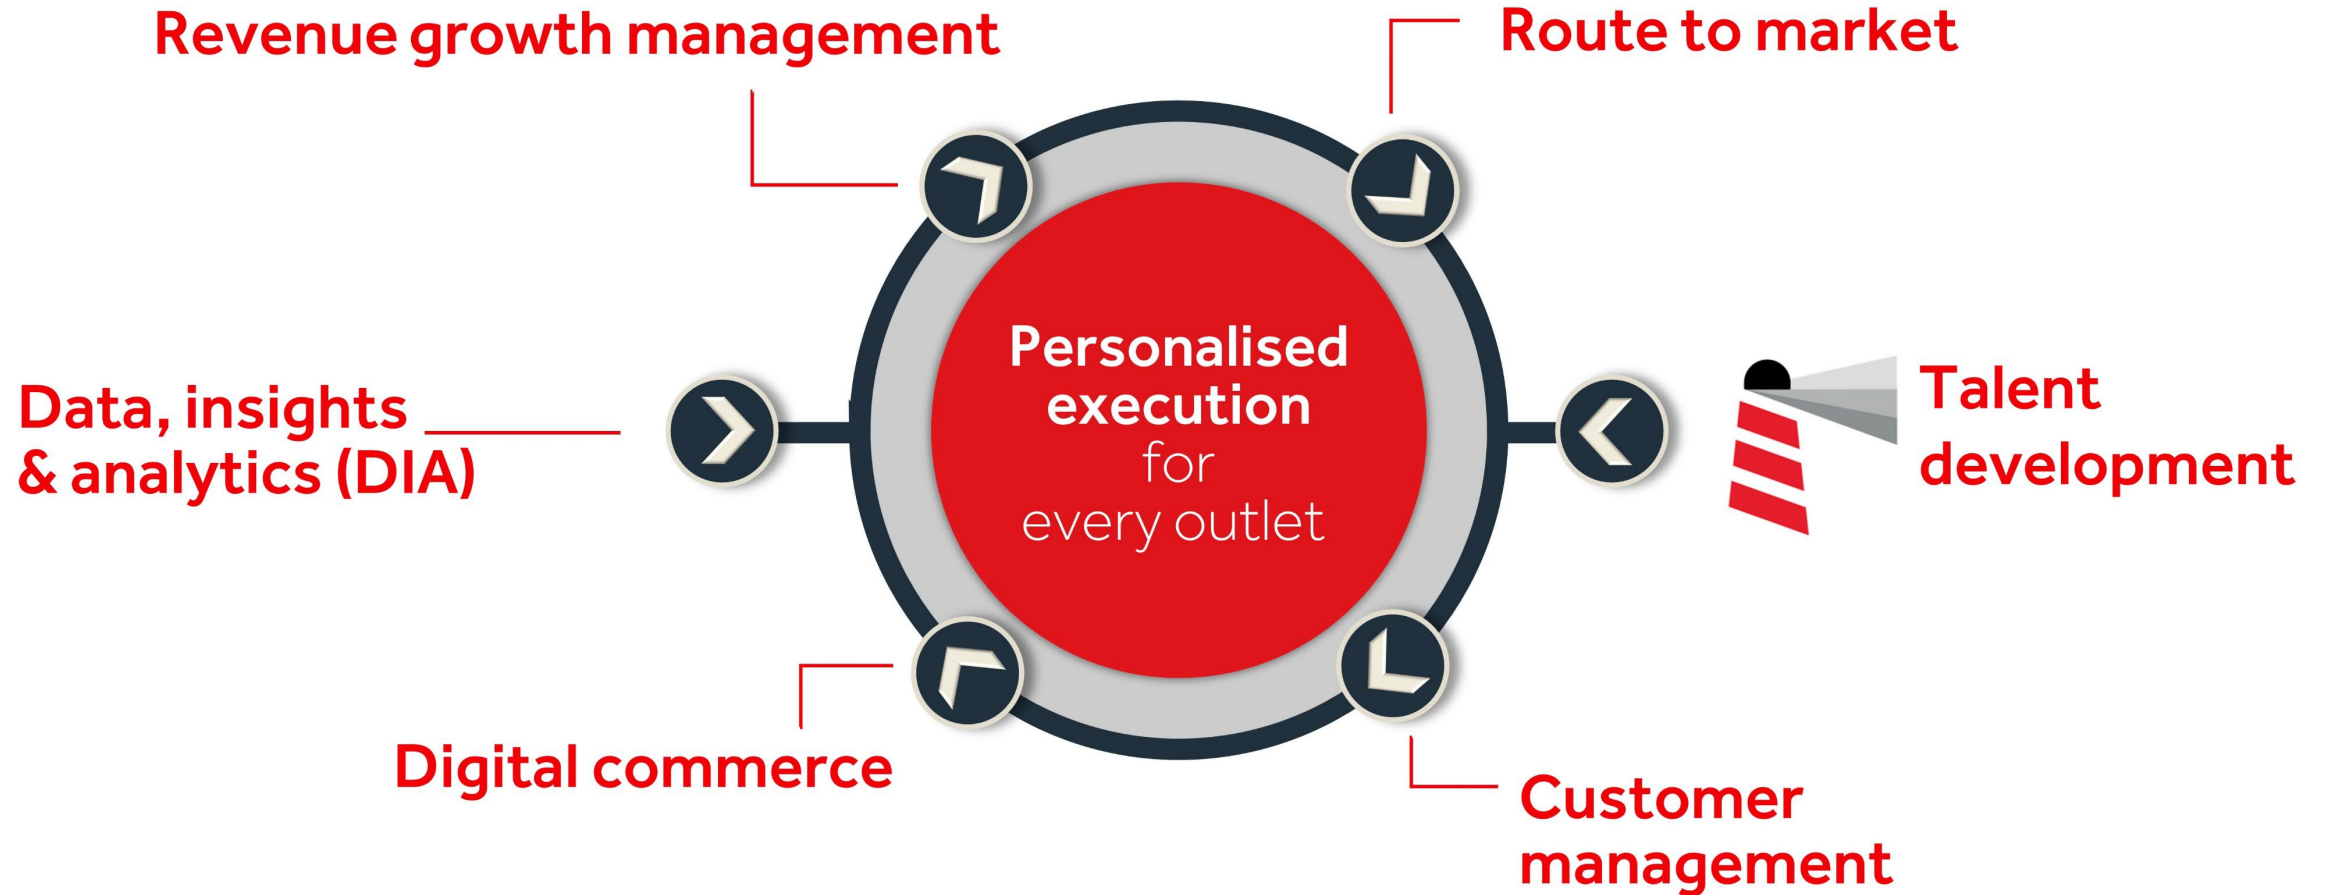 Revenue growth management
Route to market
Personalised
execution
for
every outlet
Data, insights
& analytics (DIA)
Talent
development
Digital commerce
Customer
management